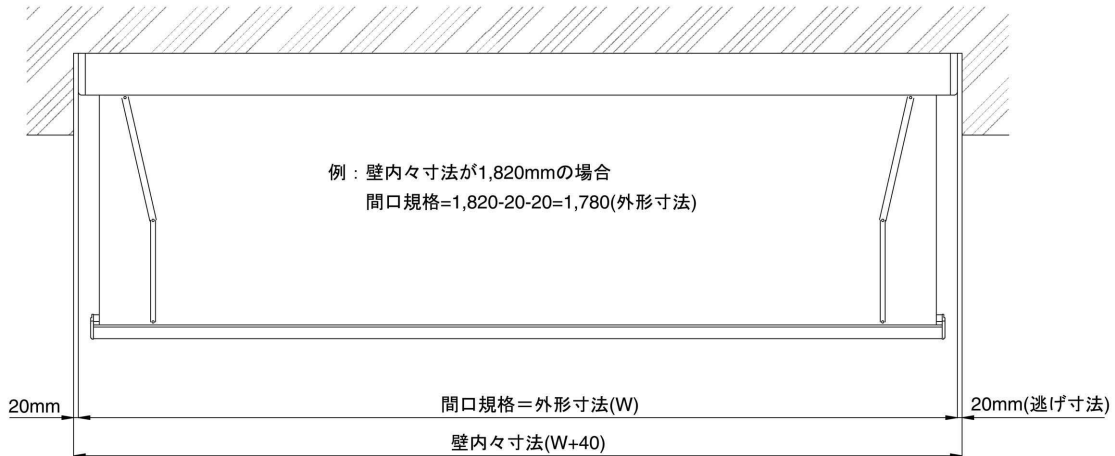 例：壁内々寸法が1,820mmの場合
間口規格=1,820-20-20=1,780(外形寸法)
20mm
間口規格＝外形寸法(W)
20mm(逃げ寸法)
壁内々寸法(W+40)